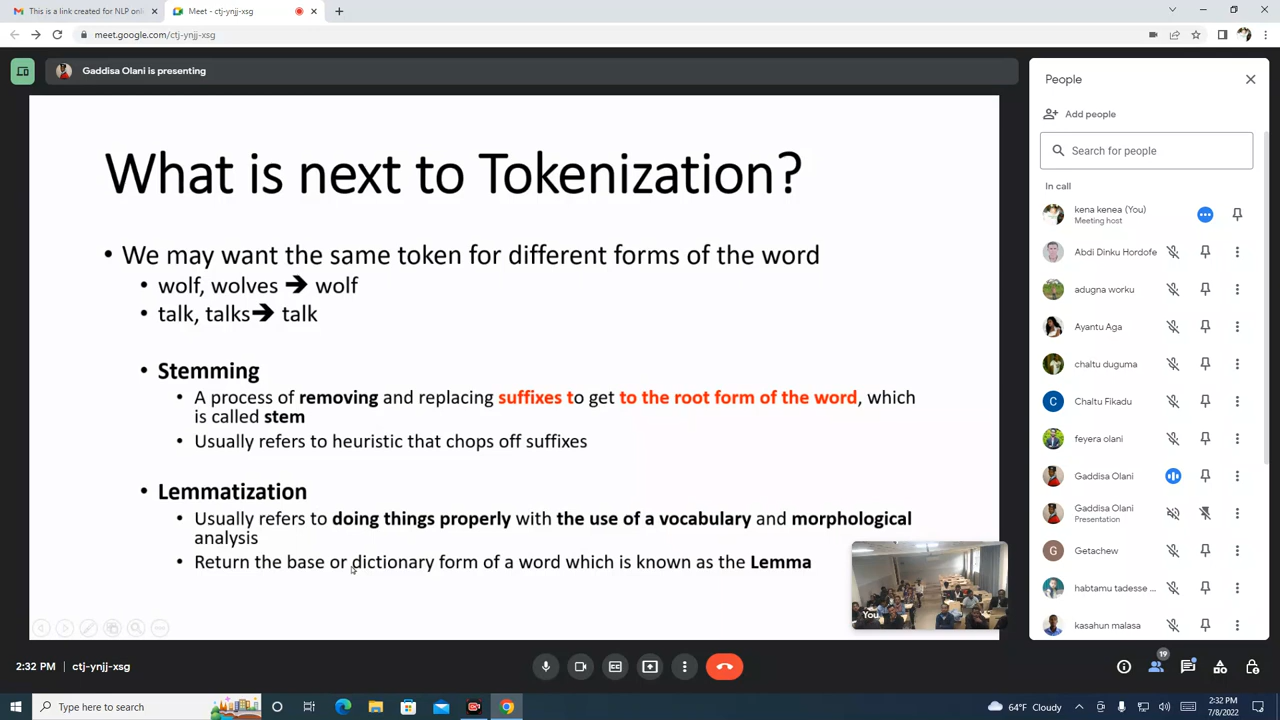 This is a link created for NLP onl
Meet - ctj-ynjj-xsg
meet.google.com/ctj-ynjj-xsg
Gaddisa Olani is presenting
What is next to Tokenization?
• We may want the same token for different forms of the word
• wolf, wolves ➔ wolf
• talk, talks➔ talk
• Stemming
• A process of removing and replacing suffixes to get to the root form of the word, which
is called stem
• Usually refers to heuristic that chops off suffixes
• Lemmatization
• Usually refers to doing things properly with the use of a vocabulary and morphological
analysis
• Return the base or dictionary form of a word which is known as the Lemma
You
People
Add people
Search for people
In call
kena kenea (You)
Meeting host
Abdi Dinku Hordofe
adugna worku
Ayantu Aga
chaltu duguma
C
Chaltu Fikadu
feyera olani
Gaddisa Olani
Gaddisa Olani
Presentation
G
Getachew
habtamu tadesse ...
kasahun malasa
2:32 PM | ctj-ynjj-xsg
19
Type here to search
64°F Cloudy
2:32 PM
7/8/2022